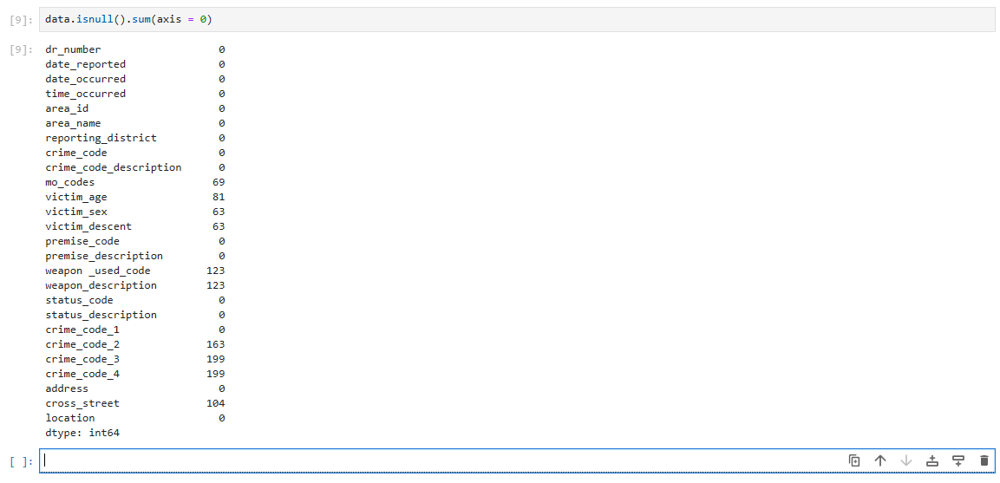 [9]: data.isnull().sum(axis = 0)
[9]: dr_number 0
date_reported 0
date_occurred 0
time_occurred 0
area_id 0
area_name 0
reporting_district 0
crime_code 0
crime_code_description 0
mo_codes 69
victim_age 81
victim_sex 63
victim_descent 63
premise_code 0
premise_description 0
weapon _used_code 123
weapon_description 123
status_code 0
status_description 0
crime_code_1 0
crime_code_2 163
crime_code_3 199
crime_code_4 199
address 0
cross_street 104
location 0
dtype: int64
[ ]: